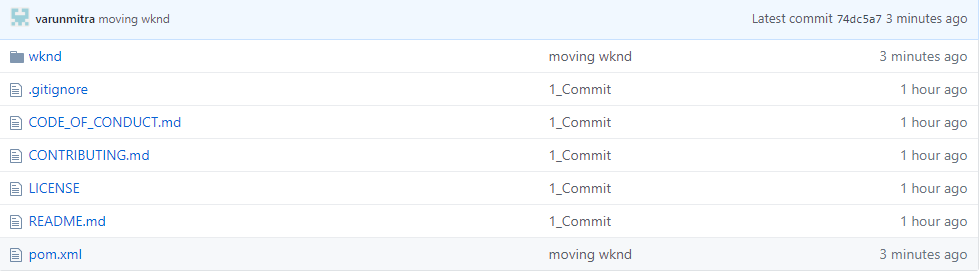 varunmitra moving wknd Latest commit 74dc5a7 3 minutes ago
wknd moving wknd 3 minutes ago
.gitignore 1_Commit 1 hour ago
CODE_OF_CONDUCT.md 1_Commit 1 hour ago
CONTRIBUTING.md 1_Commit 1 hour ago
LICENSE 1_Commit 1 hour ago
README.md 1_Commit 1 hour ago
pom.xml moving wknd 3 minutes ago